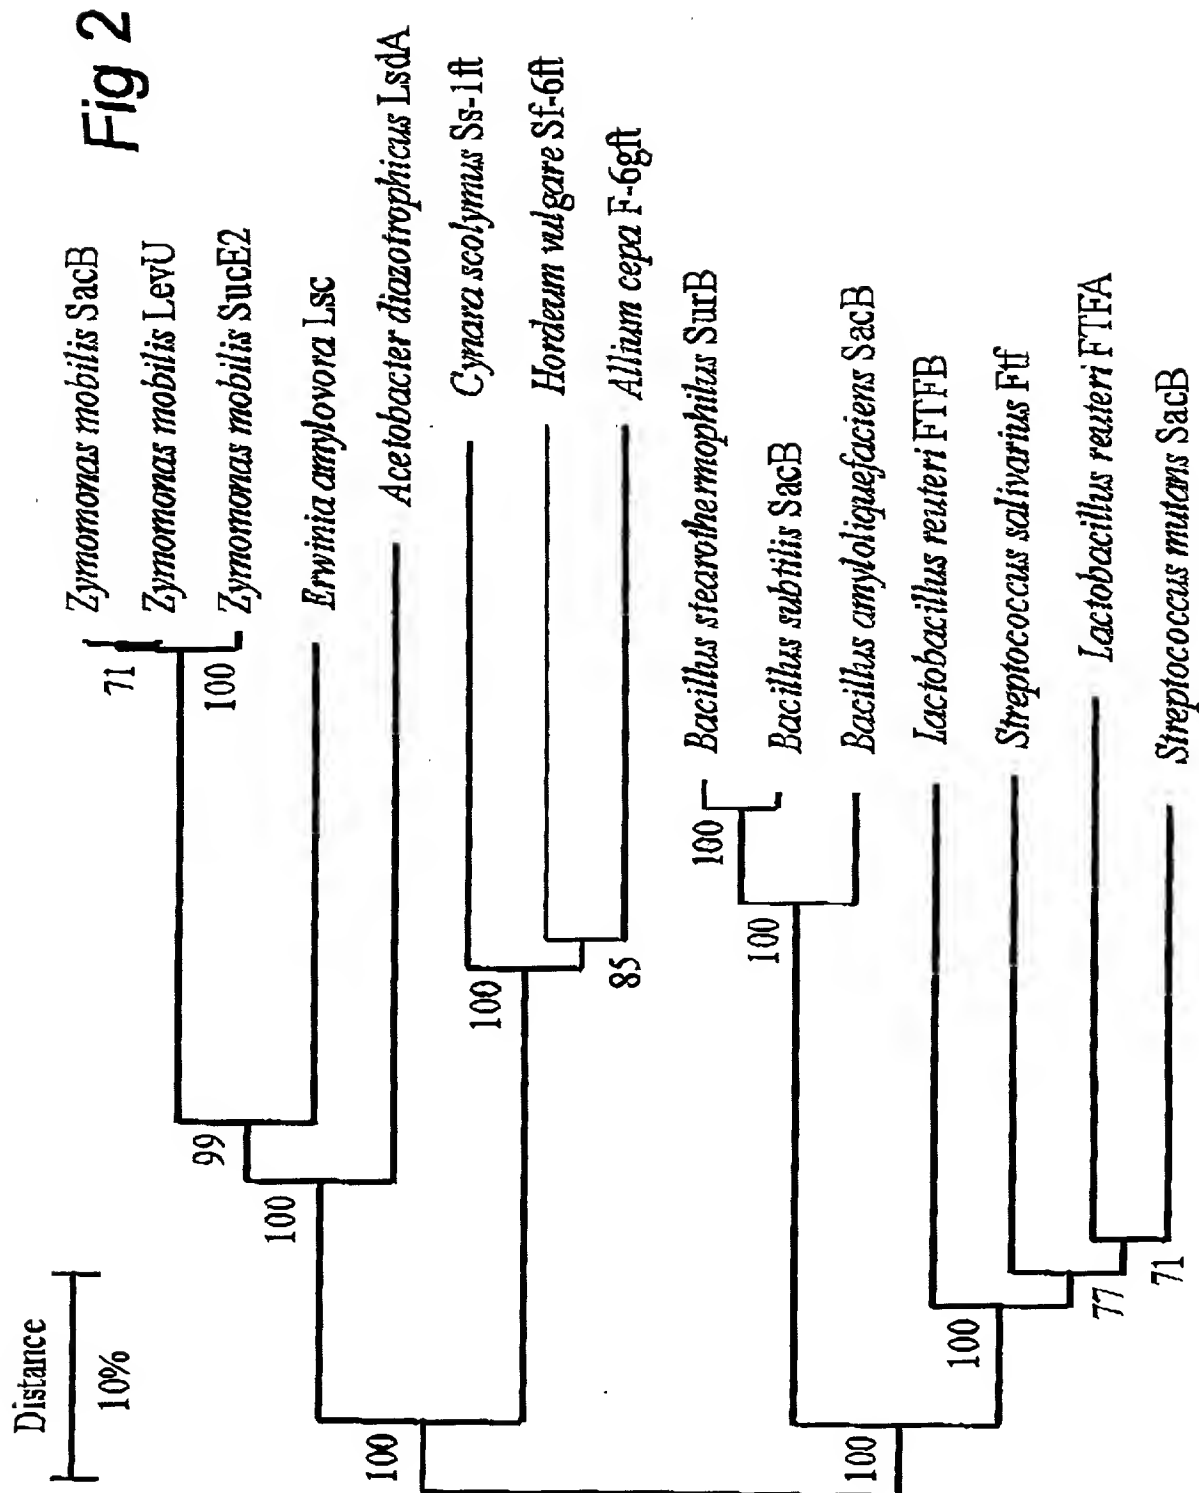 Fig 2
Distance
10%
Zymomonas mobilis SacB
Zymomonas mobilis LevU
Zymomonas mobilis SucE2
Erwinia amylovora Lsc
Acetobacter diazotrophicus LsdA
Cynara scolymus Ss-1ft
Hordeum vulgare Sf-6ft
Allium cepa F-6gft
Bacillus stearothermophilus SurB
Bacillus subtilis SacB
Bacillus amyloliquefaciens SacB
Lactobacillus reuteri FTFB
Streptococcus salivarius Ftf
Lactobacillus reuteri FTFA
Streptococcus mutans SacB
71
100
99
100
100
85
100
100
100
100
77
71
100